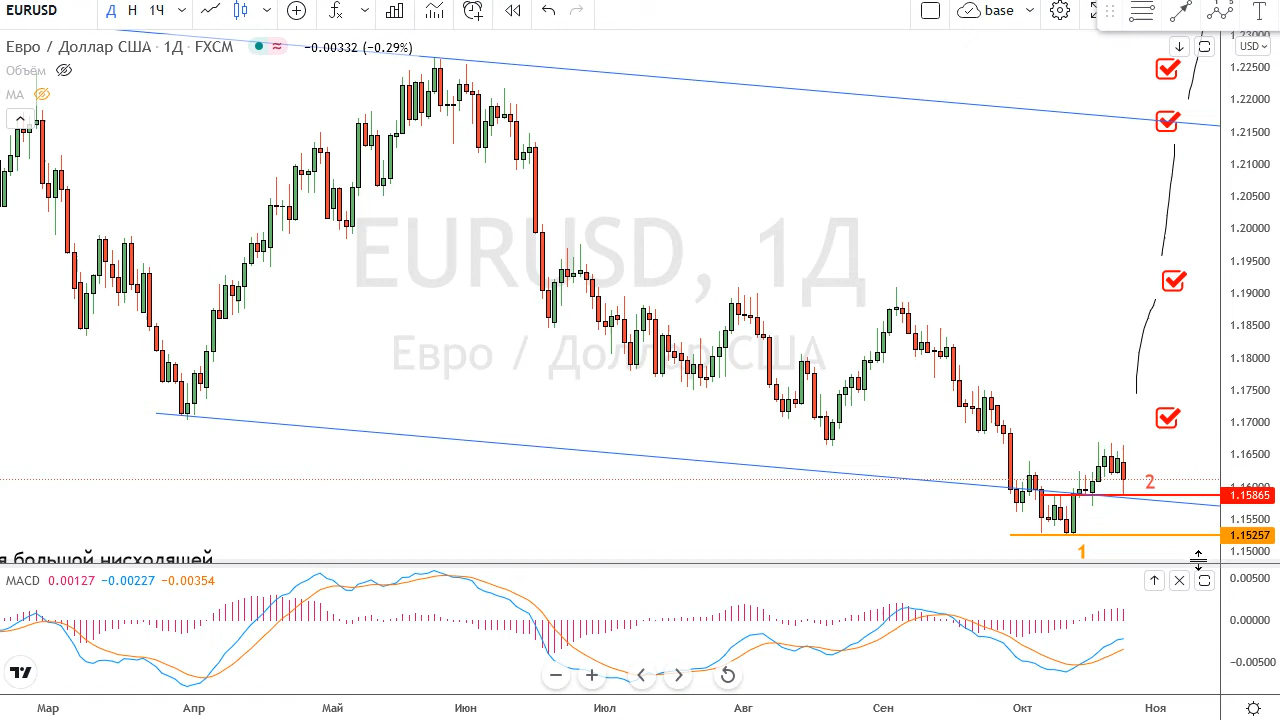 EURUSD Д Н 1Ч base
Евро / Доллар США · 1Д · FXCM −0.00332 (−0.29%)
USD
Объём
MA
EURUSD, 1Д
Евро / Доллар США
1.22500
1.22000
1.21500
1.21000
1.20500
1.20000
1.19500
1.19000
1.18500
1.18000
1.17500
1.17000
1.16500
2
1.15865
1.15500
1.15257
1
1.15000
я большой нисходящей
MACD 0.00127 −0.00227 −0.00354
0.00500
0.00000
−0.00500
Мар Апр Май Июн Июл Авг Сен Окт Ноя